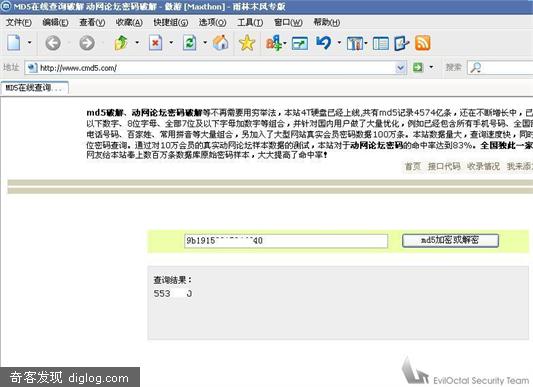 MD5在线查询破解 动网论坛密码破解 - 傲游 [Maxthon] - 雨林木风专版
文件(F) 编辑(E) 查看(V) 收藏(A) 快捷组(G) 选项(O) 工具(T) 窗口(W) 帮助(H)
地址 http://www.cmd5.com/ 搜索
MD5在线查询...
md5破解、动网论坛密码破解等不再需要用穷举法，本站4T硬盘已经上线,共有md5记录4574亿条，还在不断增长中，已
以下数字、8位字母、全部7位及以下字母加数字等组合，并针对国内用户做了大量优化，例如已经包含所有手机号码、全国
电话号码、百家姓、常用拼音等大量组合，另加入了大型网站真实会员密码数据100万条。本站数据量大，查询速度快，同时
位密码查询。通过对10万会员的真实动网论坛样本数据的测试，本站对于动网论坛密码的命中率达到83%。全国独此一家
网友给本站奉上数百万条数据库原始密码样本，大大提高了命中率！
首页 接口代码 收录情况 我来添
9b1915 40
md5加密或解密
查询结果：
553
EvilOctal Security Team
奇客发现 diglog.com